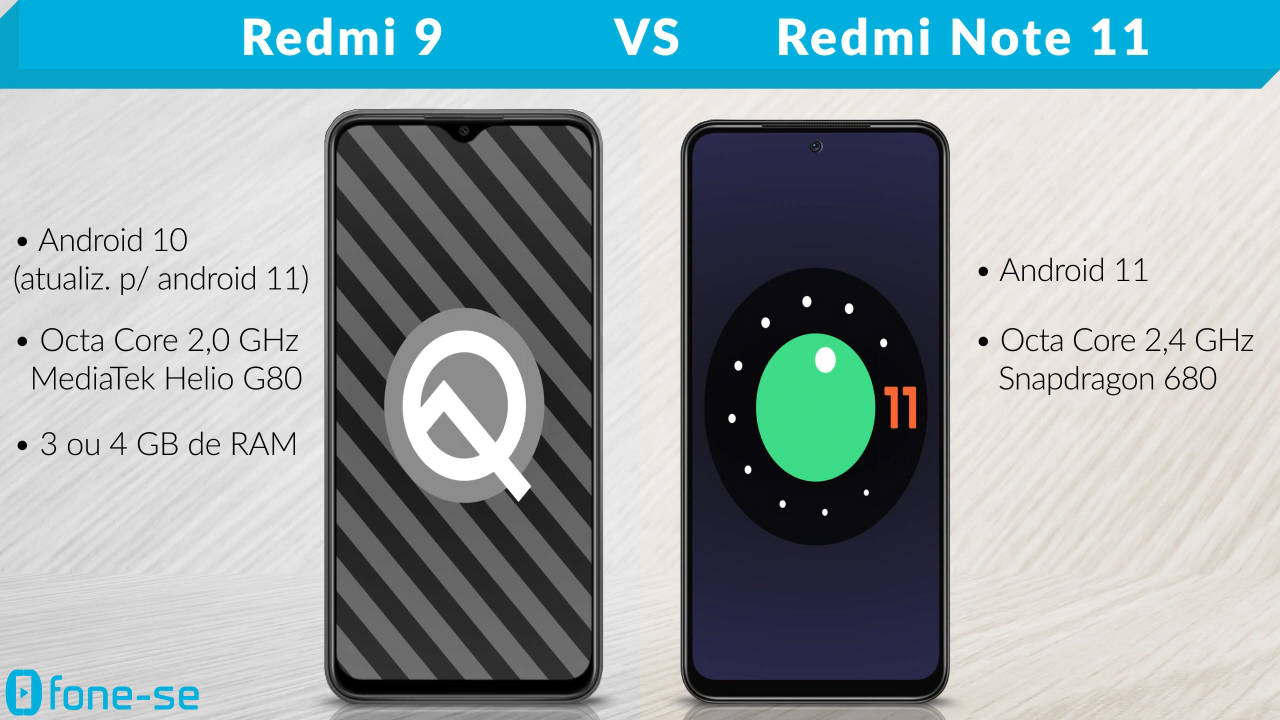 Redmi 9 VS Redmi Note 11
• Android 10
(atualiz. p/ android 11)
• Octa Core 2,0 GHz
MediaTek Helio G80
• 3 ou 4 GB de RAM
11
• Android 11
• Octa Core 2,4 GHz
Snapdragon 680
fone-se